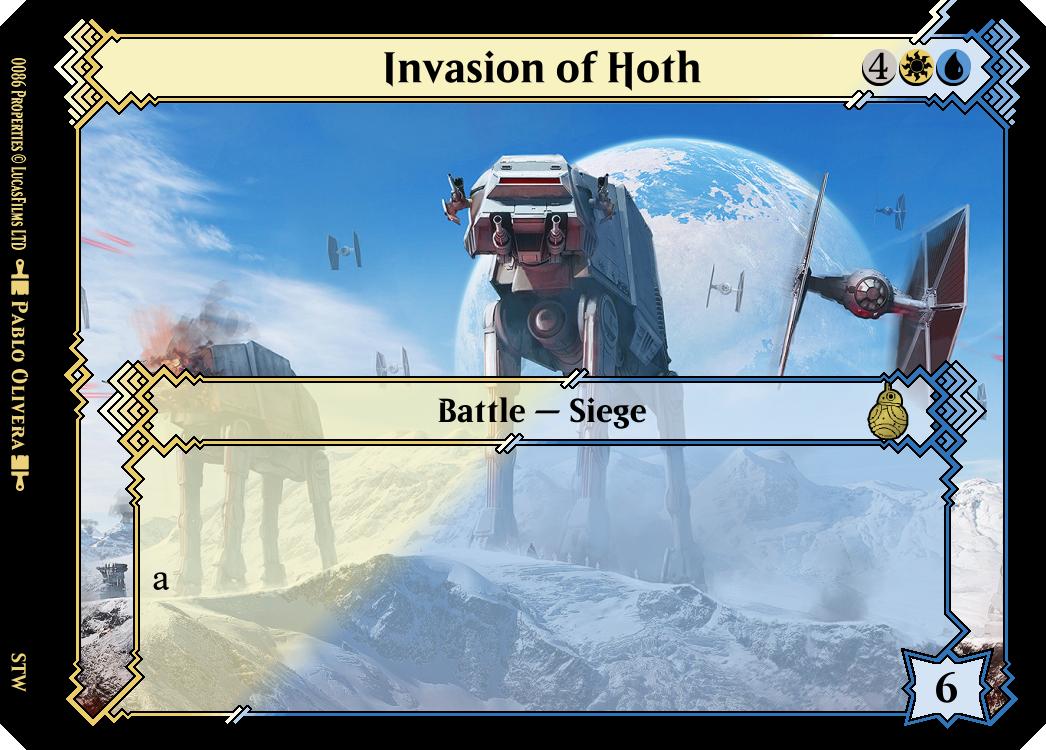 Invasion of Hoth
4
Battle — Siege
a
6
0086 Properties © LucasFilms LTD
Pablo Olivera
STW